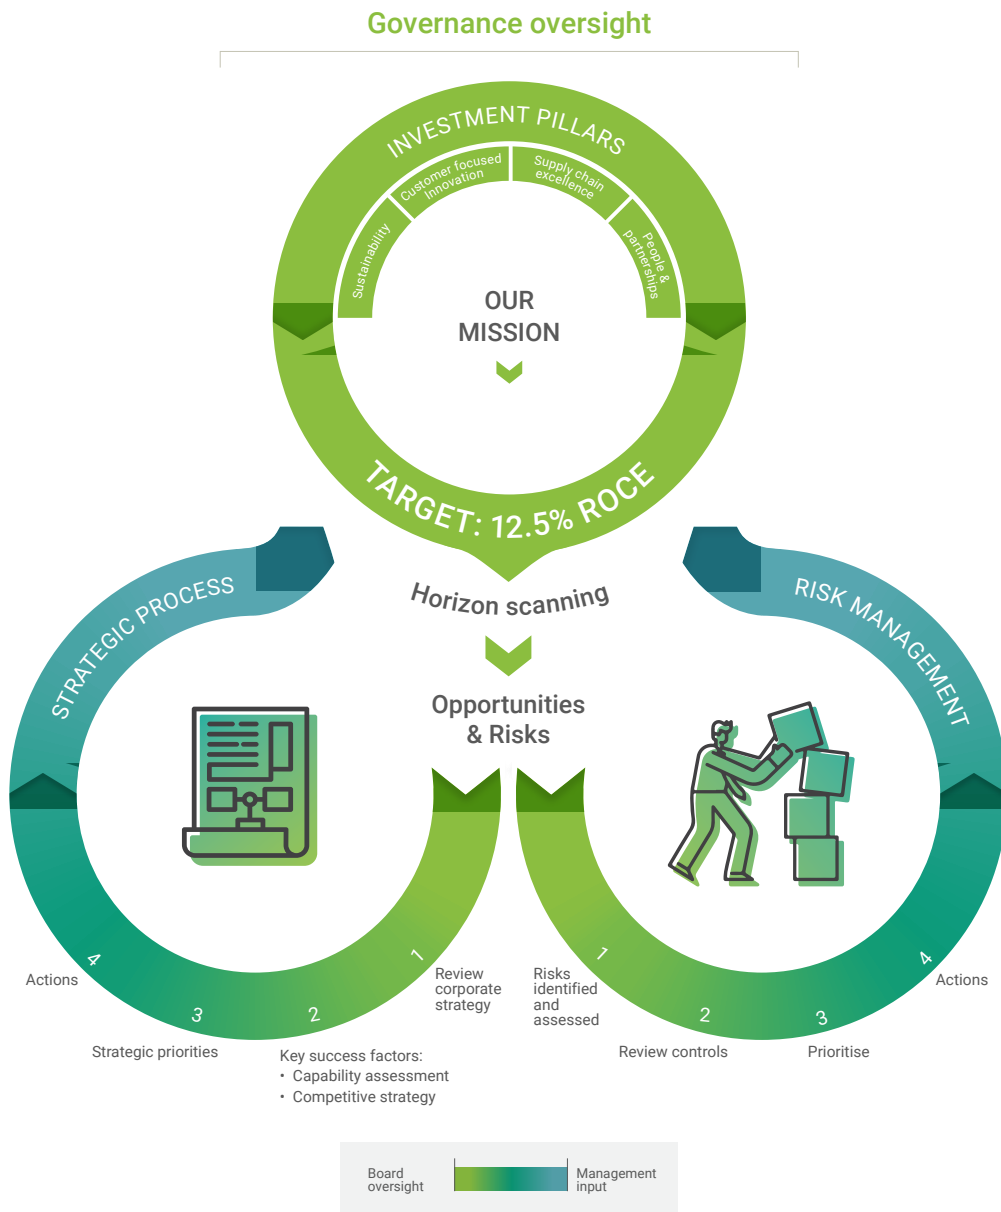 Governance oversight
INVESTMENT PILLARS
Sustainability
Customer focused
Innovation
Supply chain
excellence
People &
partnerships
OUR
MISSION
TARGET: 12.5% ROCE
Horizon scanning
Opportunities
& Risks
STRATEGIC PROCESS
1
Review
corporate
strategy
2
Key success factors:
• Capability assessment
• Competitive strategy
3
Strategic priorities
4
Actions
RISK MANAGEMENT
1
Risks
identified
and
assessed
2
Review controls
3
Prioritise
4
Actions
Board
oversight
Management
input